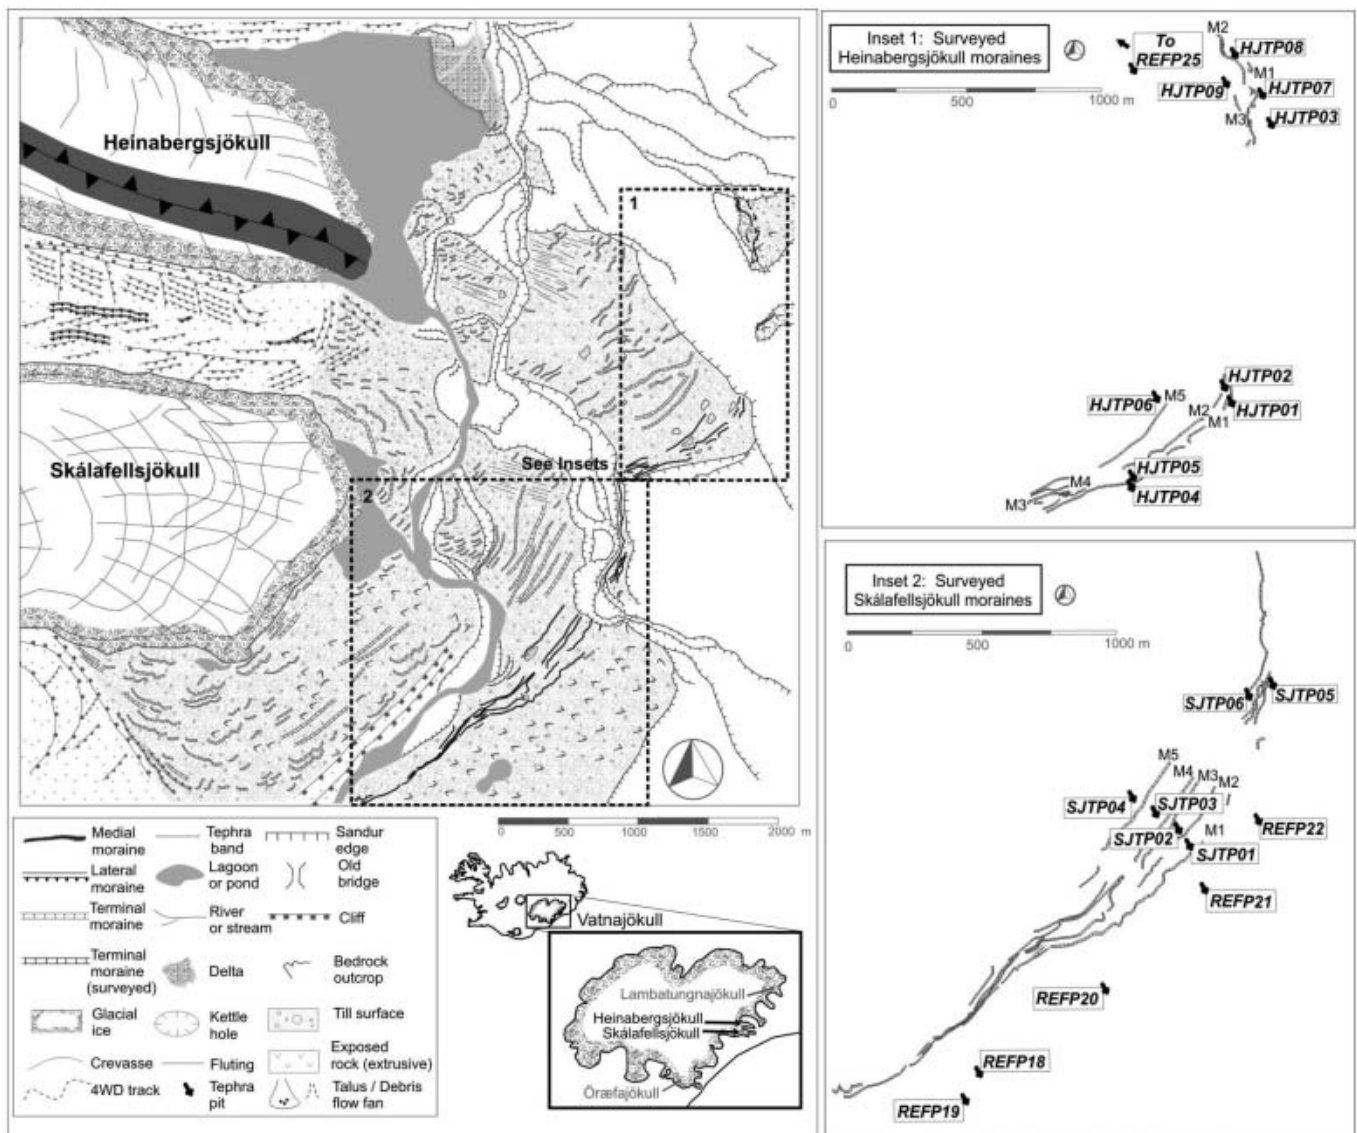 Heinabergsjökull
1
Skálafellsjökull
See Insets
2
Inset 1: Surveyed
Heinabergsjökull moraines
0
500
1000 m
To
REFP25
M2
HJTP08
M1
HJTP09
HJTP07
M3
HJTP03
HJTP02
HJTP06
M5
HJTP01
M2
M1
HJTP05
M4
M3
HJTP04
Inset 2: Surveyed
Skálafellsjökull moraines
0
500
1000 m
SJTP06
SJTP05
M5
M4
M3
M2
SJTP04
SJTP03
SJTP02
M1
REFP22
SJTP01
REFP21
REFP20
REFP18
REFP19
Medial
moraine
Tephra
band
Sandur
edge
Lateral
moraine
Lagoon
or pond
Old
bridge
Terminal
moraine
River
or stream
Cliff
Terminal
moraine
(surveyed)
Delta
Bedrock
outcrop
Glacial
ice
Kettle
hole
Till surface
Crevasse
Fluting
Exposed
rock (extrusive)
4WD track
Tephra
pit
Talus / Debris
flow fan
0
500
1000
1500
2000 m
Vatnajökull
Lambatungnajökull
Heinabergsjökull
Skálafellsjökull
Öræfajökull